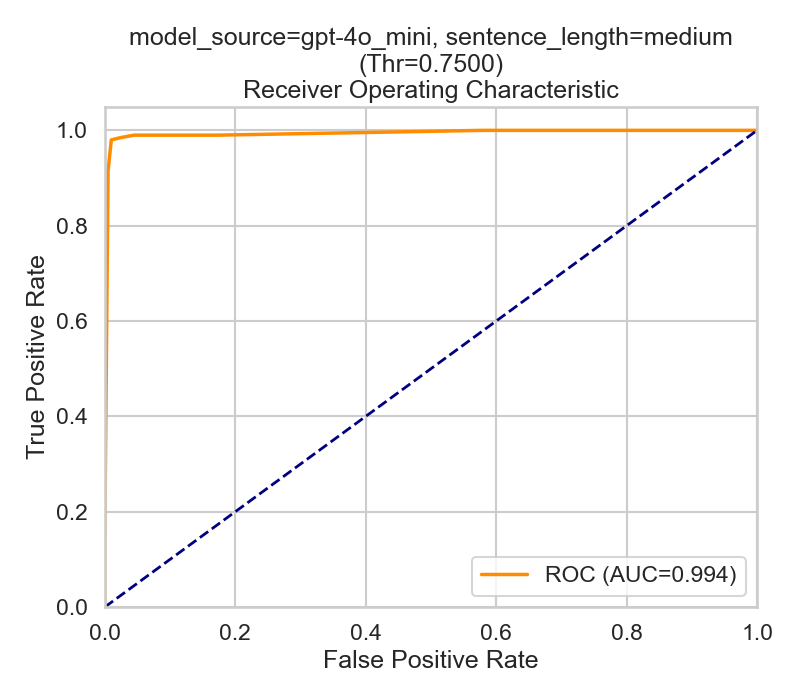 model_source=gpt-4o_mini, sentence_length=medium
(Thr=0.7500)
Receiver Operating Characteristic
1.0
0.8
0.6
0.4
0.2
0.0
True Positive Rate
ROC (AUC=0.994)
0.0 0.2 0.4 0.6 0.8 1.0
False Positive Rate